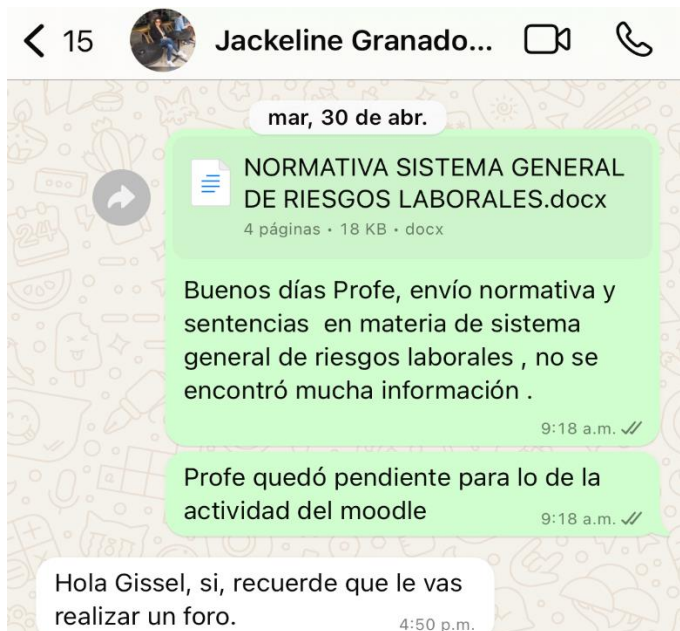 15
Jackeline Granado...
mar, 30 de abr.
NORMATIVA SISTEMA GENERAL
DE RIESGOS LABORALES.docx
4 páginas • 18 KB • docx
Buenos días Profe, envío normativa y
sentencias  en materia de sistema
general de riesgos laborales , no se
encontró mucha información .
9:18 a.m.
Profe quedó pendiente para lo de la
actividad del moodle
9:18 a.m.
Hola Gissel, si, recuerde que le vas
realizar un foro.
4:50 p.m.